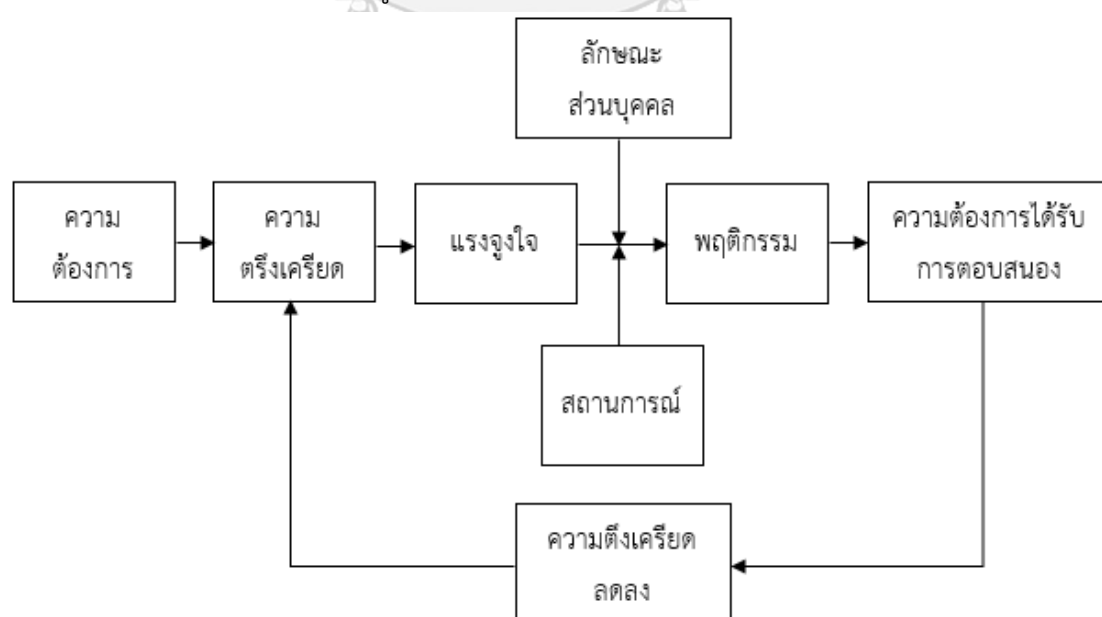 ลักษณะ
ส่วนบุคคล
ความ
ต้องการ
ความ
ตรึงเครียด
แรงจูงใจ
พฤติกรรม
ความต้องการได้รับ
การตอบสนอง
สถานการณ์
ความตึงเครียด
ลดลง